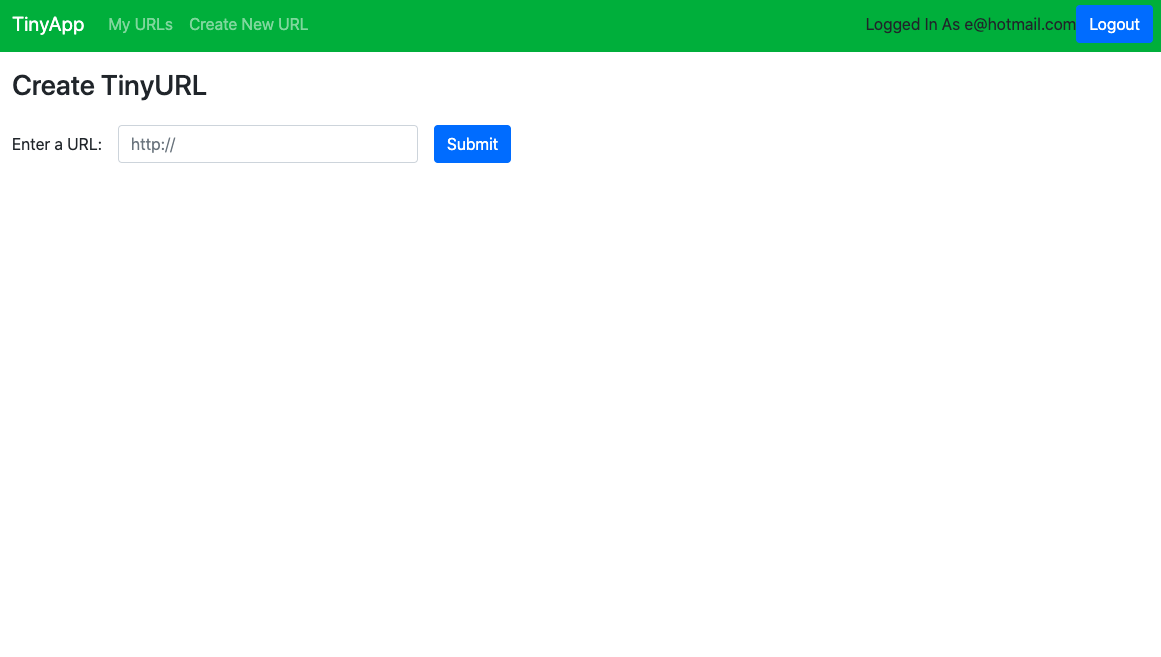 TinyApp My URLs Create New URL Logged In As e@hotmail.com Logout
Create TinyURL
Enter a URL: http:// Submit